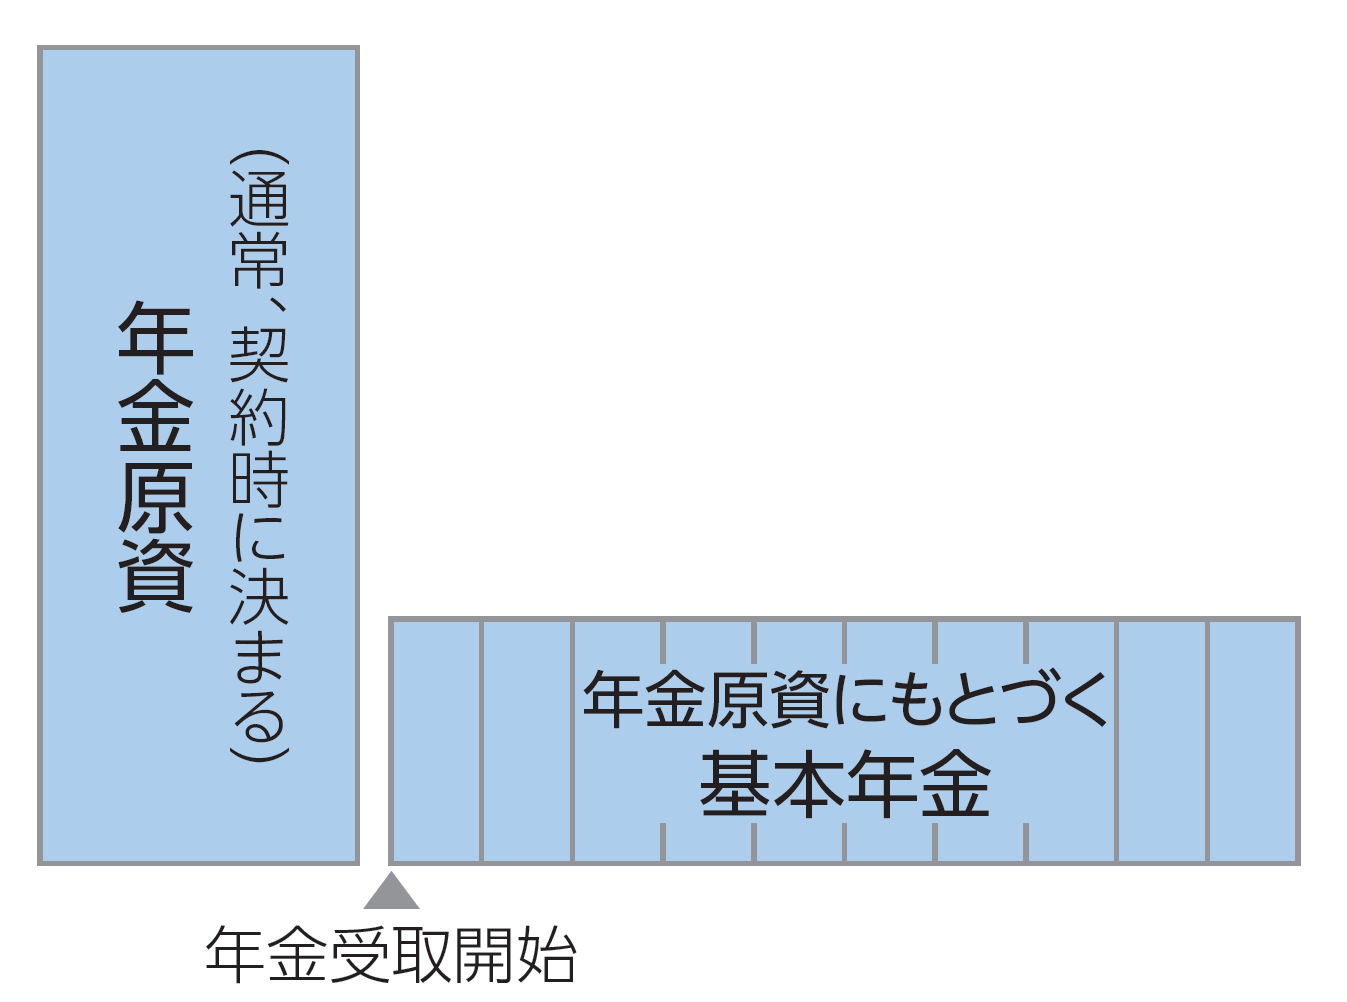 (通常、契約時に決まる)
年金原資
年金原資にもとづく
基本年金
年金受取開始